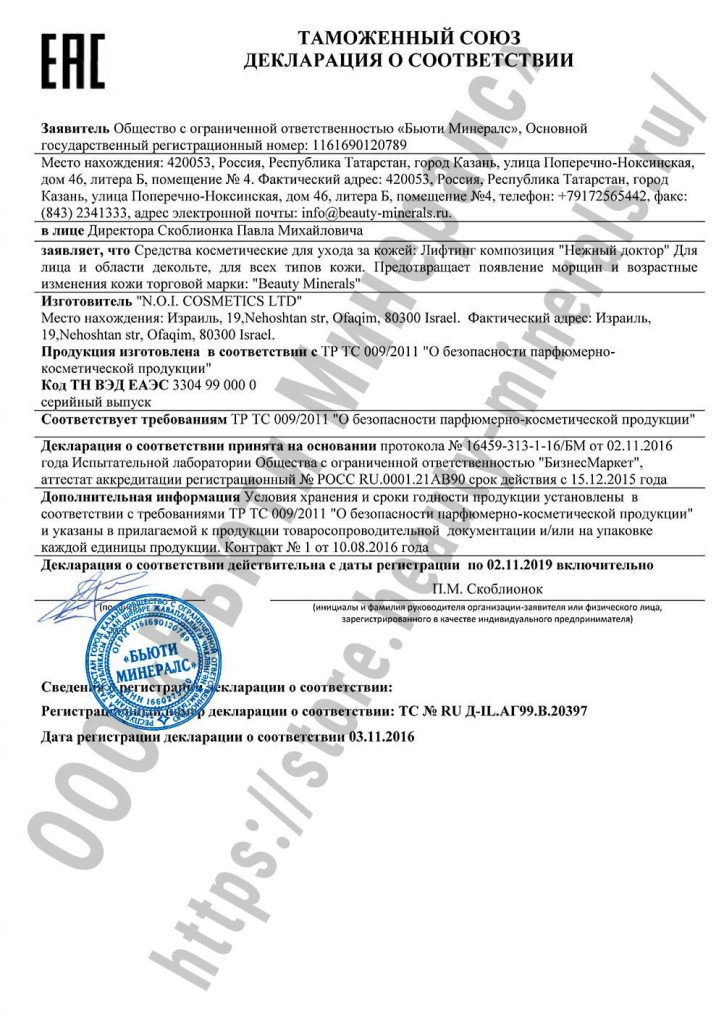 ЕАС
ТАМОЖЕННЫЙ СОЮЗ
ДЕКЛАРАЦИЯ О СООТВЕТСТВИИ
Заявитель Общество с ограниченной ответственностью «Бьюти Минералс», Основной
государственный регистрационный номер: 1161690120789
Место нахождения: 420053, Россия, Республика Татарстан, город Казань, улица Поперечно-Ноксинская,
дом 46, литера Б, помещение № 4. Фактический адрес: 420053, Россия, Республика Татарстан, город
Казань, улица Поперечно-Ноксинская, дом 46, литера Б, помещение №4, телефон: +79172565442, факс:
(843) 2341333, адрес электронной почты: info@beauty-minerals.ru.
в лице Директора Скоблионка Павла Михайловича
заявляет, что Средства косметические для ухода за кожей: Лифтинг композиция "Нежный доктор" Для
лица и области декольте, для всех типов кожи. Предотвращает появление морщин и возрастные
изменения кожи торговой марки: "Beauty Minerals"
Изготовитель "N.O.I. COSMETICS LTD"
Место нахождения: Израиль, 19,Nehoshtan str, Ofaqim, 80300 Israel. Фактический адрес: Израиль,
19,Nehoshtan str, Ofaqim, 80300 Israel.
Продукция изготовлена в соответствии с ТР ТС 009/2011 "О безопасности парфюмерно-
косметической продукции"
Код ТН ВЭД ЕАЭС 3304 99 000 0
серийный выпуск
Соответствует требованиям ТР ТС 009/2011 "О безопасности парфюмерно-косметической продукции"
Декларация о соответствии принята на основании протокола № 16459-313-1-16/БМ от 02.11.2016
года Испытательной лаборатории Общества с ограниченной ответственностью "БизнесМаркет",
аттестат аккредитации регистрационный № РОСС RU.0001.21АВ90 срок действия с 15.12.2015 года
Дополнительная информация Условия хранения и сроки годности продукции установлены в
соответствии с требованиями ТР ТС 009/2011 "О безопасности парфюмерно-косметической продукции"
и указаны в прилагаемой к продукции товаросопроводительной документации и/или на упаковке
каждой единицы продукции. Контракт № 1 от 10.08.2016 года
Декларация о соответствии действительна с даты регистрации по 02.11.2019 включительно
П.М. Скоблионок
(инициалы и фамилия руководителя организации-заявителя или физического лица,
зарегистрированного в качестве индивидуального предпринимателя)
ОГРН 1161690120789
«БЬЮТИ
МИНЕРАЛС»
Сведения о регистрации декларации о соответствии:
Регистрационный номер декларации о соответствии: ТС № RU Д-IL.АГ99.В.20397
Дата регистрации декларации о соответствии 03.11.2016
ООО «Бьюти Минералс»
https://store.beauty-minerals.ru/